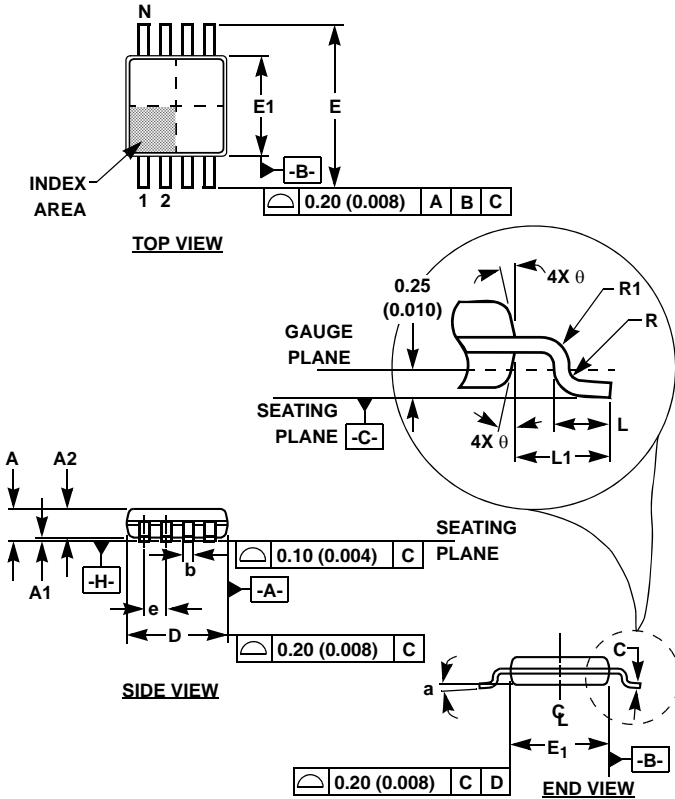 N
E1
E
-B-
INDEX
AREA
1 2
0.20 (0.008) A B C
TOP VIEW
0.25
(0.010)
4X θ
R1
R
GAUGE
PLANE
SEATING
PLANE -C-
4X θ
L
L1
A A2
SEATING
PLANE
A1
-H-
b
0.10 (0.004) C
-A-
e
D
0.20 (0.008) C
SIDE VIEW
C
a
CL
E1
-B-
0.20 (0.008) C D
END VIEW